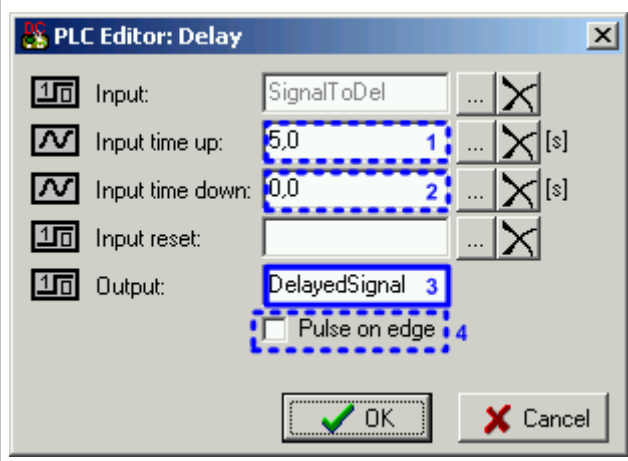 PLC Editor: Delay
Input: SignalToDel ...
Input time up: 5,0 1 ... [s]
Input time down: 0,0 2 ... [s]
Input reset: ...
Output: DelayedSignal 3
Pulse on edge 4
OK Cancel